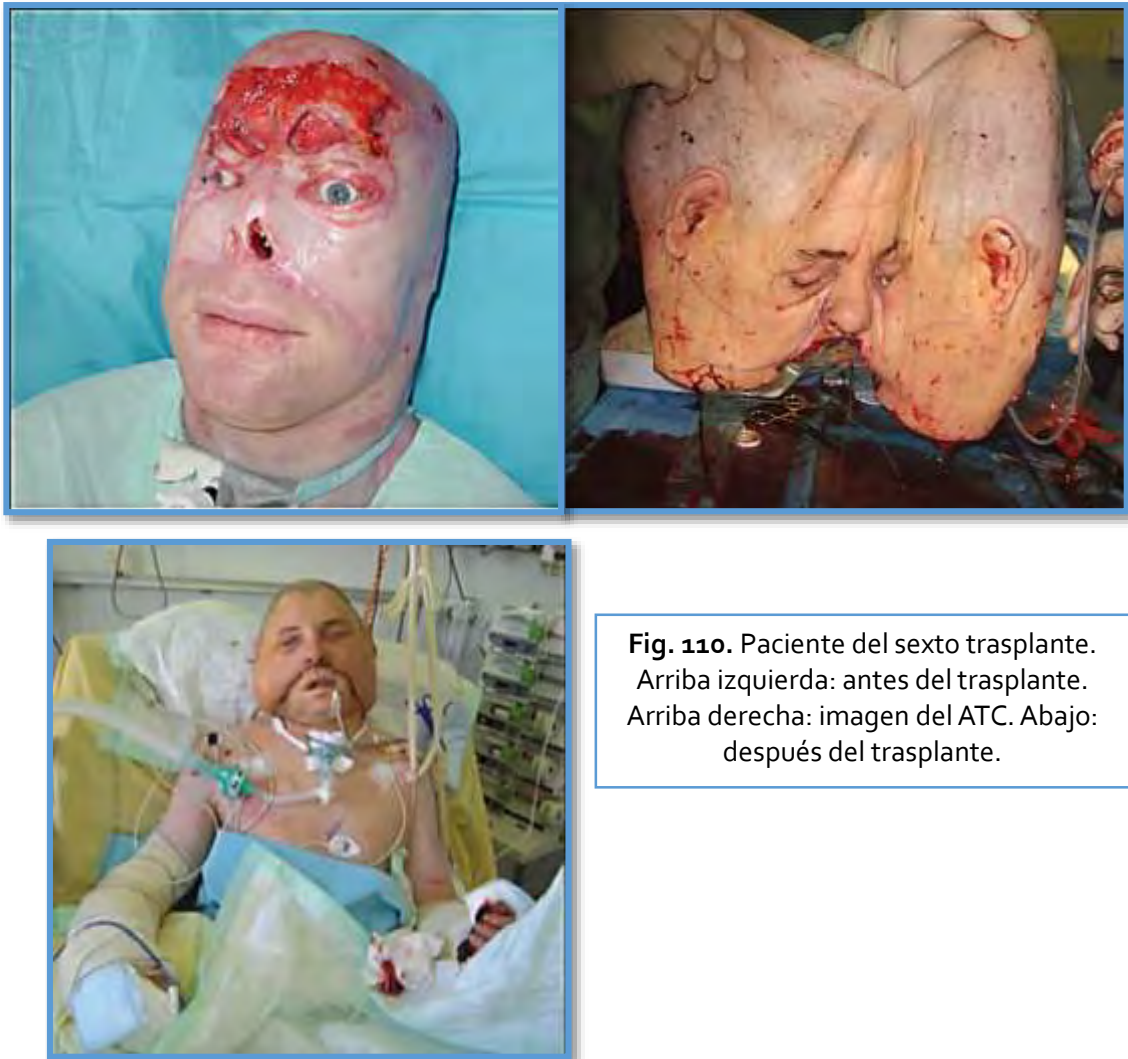 Fig. 110. Paciente del sexto trasplante.
Arriba izquierda: antes del trasplante.
Arriba derecha: imagen del ATC. Abajo:
después del trasplante.